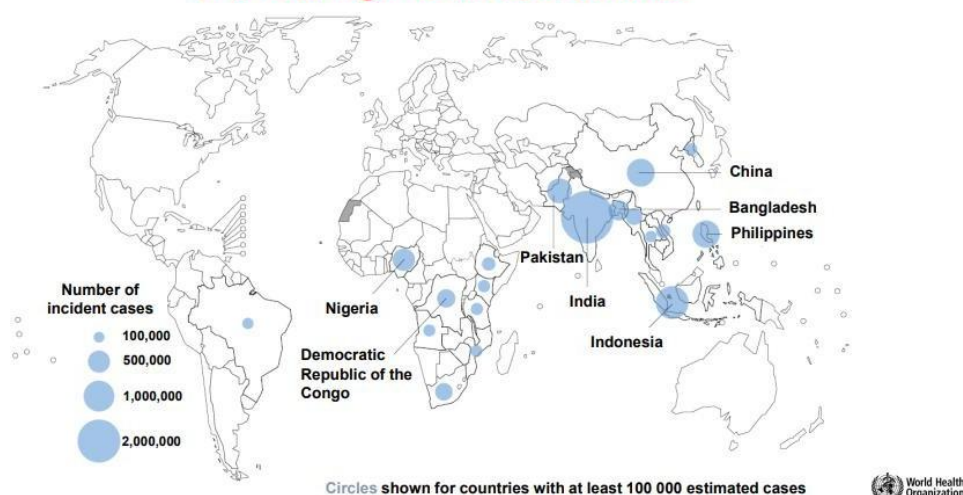 China
Bangladesh
Philippines
Pakistan
India
Indonesia
Nigeria
Democratic
Republic of the
Congo
Number of
incident cases
100,000
500,000
1,000,000
2,000,000
Circles shown for countries with at least 100 000 estimated cases
World Health
Organization